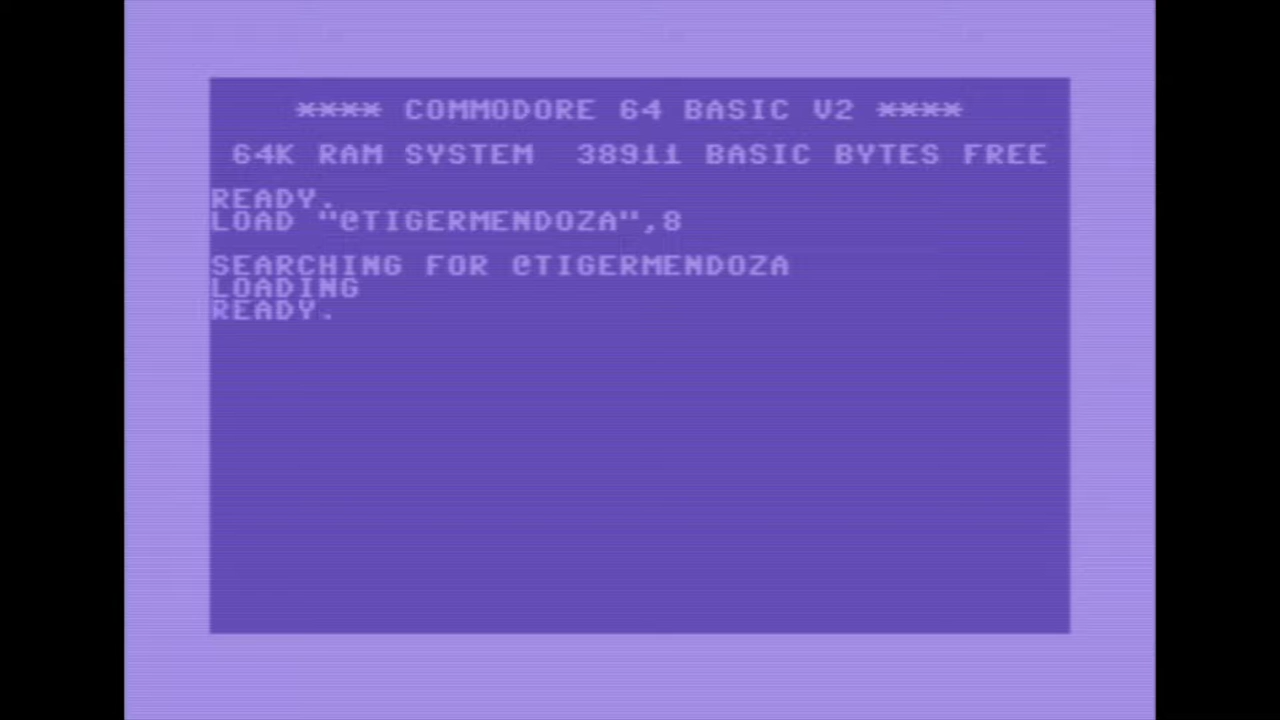 **** COMMODORE 64 BASIC V2 ****
64K RAM SYSTEM  38911 BASIC BYTES FREE
READY.
LOAD "@TIGERMENDOZA",8
SEARCHING FOR @TIGERMENDOZA
LOADING
READY.